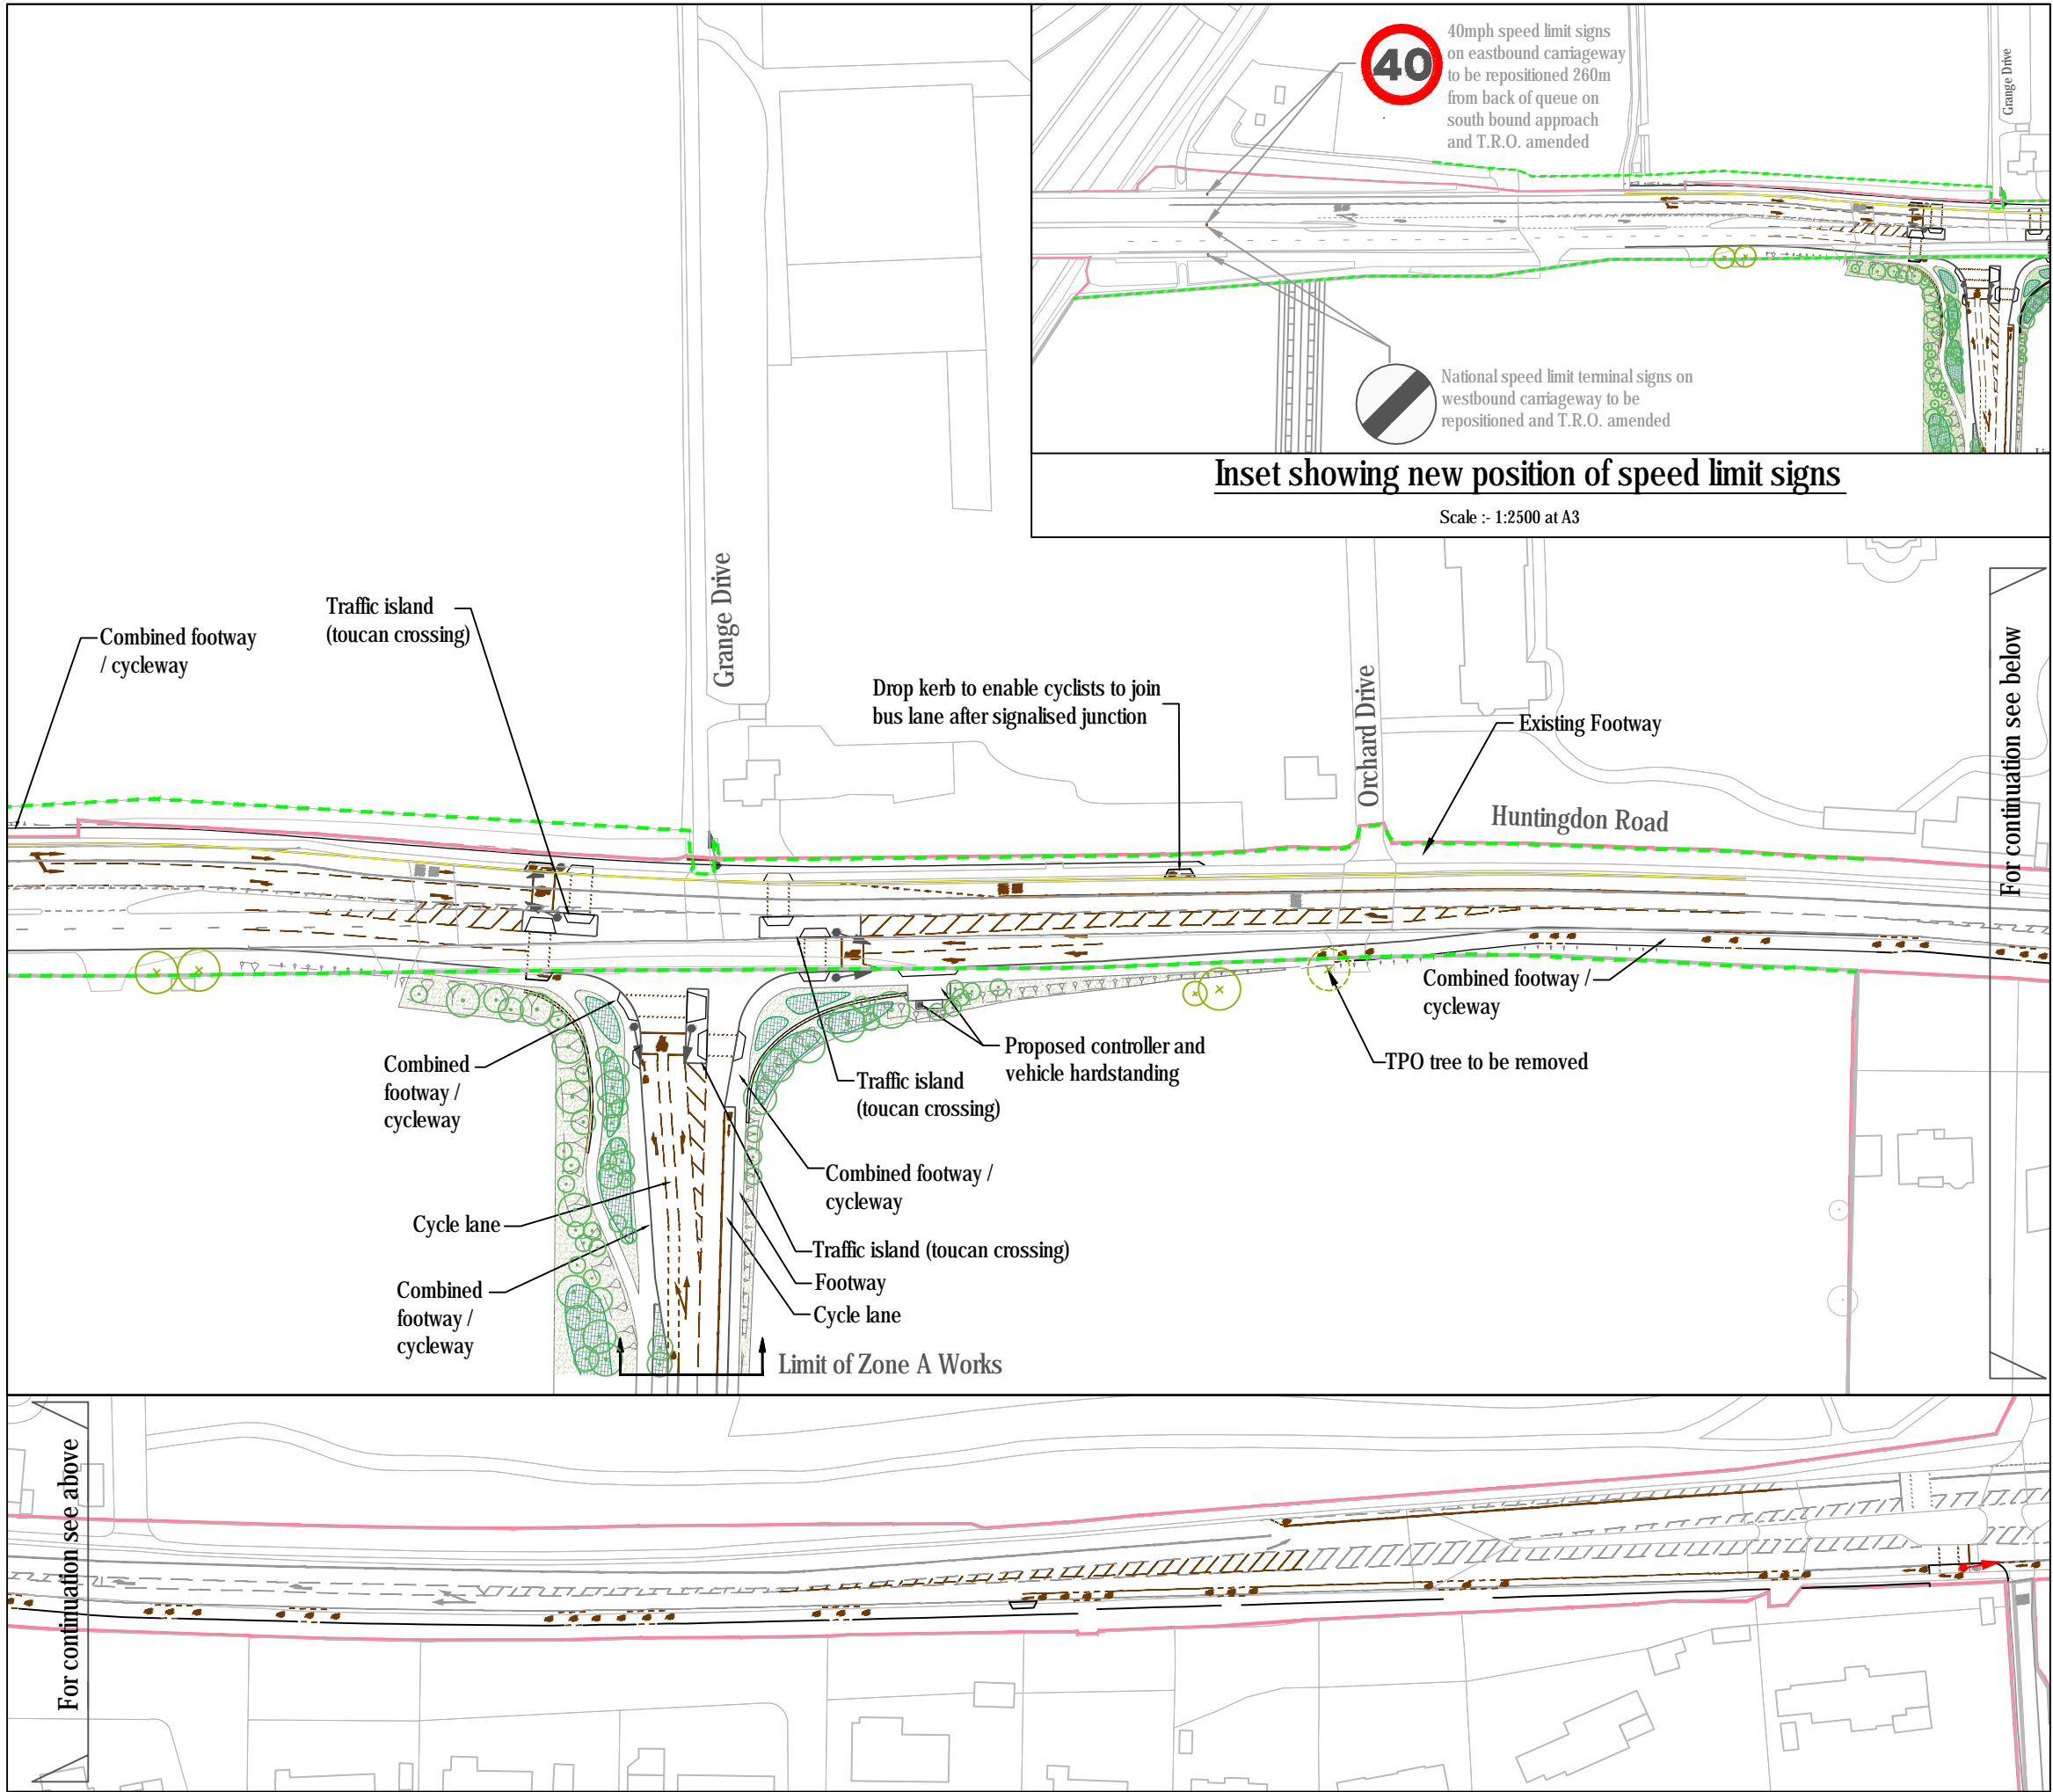 40
40mph speed limit signs
on eastbound carriageway
to be repositioned 260m
from back of queue on
south bound approach
and T.R.O. amended
Grange Drive
National speed limit terminal signs on
westbound carriageway to be
repositioned and T.R.O. amended
Inset showing new position of speed limit signs
Scale :- 1:2500 at A3
Combined footway
/ cycleway
Traffic island
(toucan crossing)
Grange Drive
Drop kerb to enable cyclists to join
bus lane after signalised junction
Orchard Drive
Existing Footway
Huntingdon Road
For continuation see below
Combined footway /
cycleway
TPO tree to be removed
Proposed controller and
vehicle hardstanding
Traffic island
(toucan crossing)
Combined
footway /
cycleway
Combined footway /
cycleway
Cycle lane
Traffic island (toucan crossing)
Footway
Cycle lane
Combined
footway /
cycleway
Limit of Zone A Works
For continuation see above